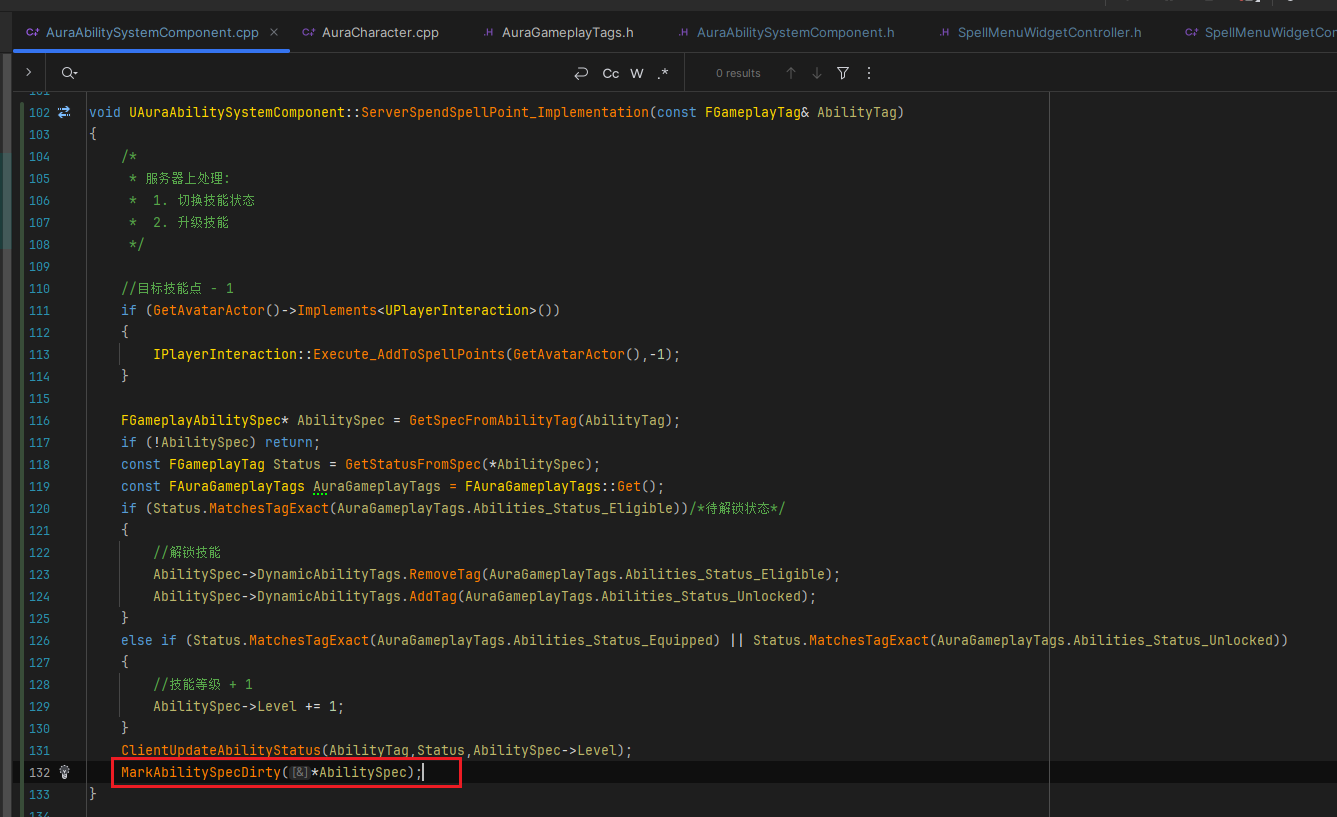 AuraAbilitySystemComponent.cpp × AuraCharacter.cpp .H AuraGameplayTags.h .H AuraAbilitySystemComponent.h .H SpellMenuWidgetController.h SpellMenuWidgetCon
Cc W .* 0 results
102 void UAuraAbilitySystemComponent::ServerSpendSpellPoint_Implementation(const FGameplayTag& AbilityTag)
103 {
104 /*
105 * 服务器上处理:
106 * 1. 切换技能状态
107 * 2. 升级技能
108 */
109
110 //目标技能点 - 1
111 if (GetAvatarActor()->Implements<UPlayerInteraction>())
112 {
113 IPlayerInteraction::Execute_AddToSpellPoints(GetAvatarActor(),-1);
114 }
115
116 FGameplayAbilitySpec* AbilitySpec = GetSpecFromAbilityTag(AbilityTag);
117 if (!AbilitySpec) return;
118 const FGameplayTag Status = GetStatusFromSpec(*AbilitySpec);
119 const FAuraGameplayTags AuraGameplayTags = FAuraGameplayTags::Get();
120 if (Status.MatchesTagExact(AuraGameplayTags.Abilities_Status_Eligible))/*待解锁状态*/
121 {
122 //解锁技能
123 AbilitySpec->DynamicAbilityTags.RemoveTag(AuraGameplayTags.Abilities_Status_Eligible);
124 AbilitySpec->DynamicAbilityTags.AddTag(AuraGameplayTags.Abilities_Status_Unlocked);
125 }
126 else if (Status.MatchesTagExact(AuraGameplayTags.Abilities_Status_Equipped) || Status.MatchesTagExact(AuraGameplayTags.Abilities_Status_Unlocked))
127 {
128 //技能等级 + 1
129 AbilitySpec->Level += 1;
130 }
131 ClientUpdateAbilityStatus(AbilityTag,Status,AbilitySpec->Level);
132 MarkAbilitySpecDirty([&]*AbilitySpec);
133 }